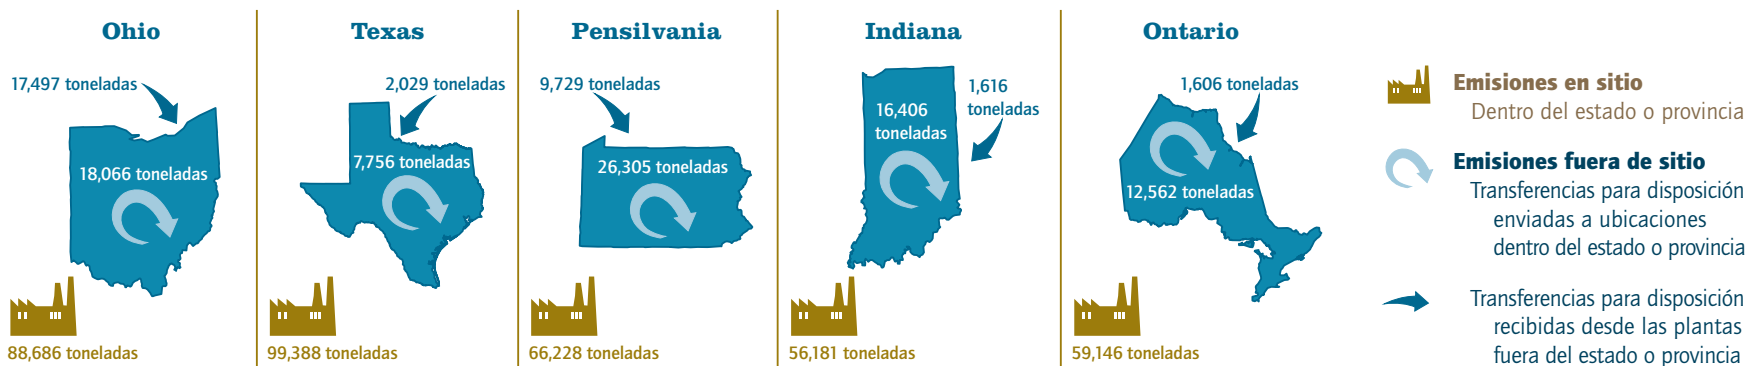 Ohio
17,497 toneladas
18,066 toneladas
88,686 toneladas
Texas
2,029 toneladas
7,756 toneladas
99,388 toneladas
Pensilvania
9,729 toneladas
26,305 toneladas
66,228 toneladas
Indiana
1,616
toneladas
16,406
toneladas
56,181 toneladas
Ontario
1,606 toneladas
12,562 toneladas
59,146 toneladas
Emisiones en sitio
Dentro del estado o provincia
Emisiones fuera de sitio
Transferencias para disposición
enviadas a ubicaciones
dentro del estado o provincia
Transferencias para disposición
recibidas desde las plantas
fuera del estado o provincia